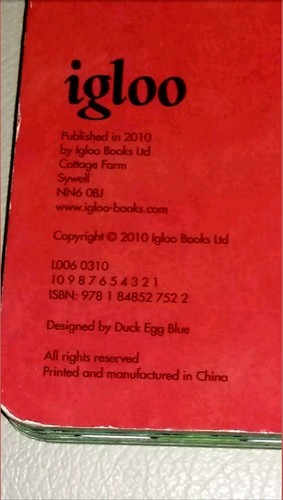 igloo
Published in 2010
by Igloo Books Ltd
Cottage Farm
Sywell
NN6 0BJ
www.igloo-books.com
Copyright © 2010 Igloo Books Ltd
L006 0310
10 9 8 7 6 5 4 3 2 1
ISBN: 978 1 84852 752 2
Designed by Duck Egg Blue
All rights reserved
Printed and manufactured in China